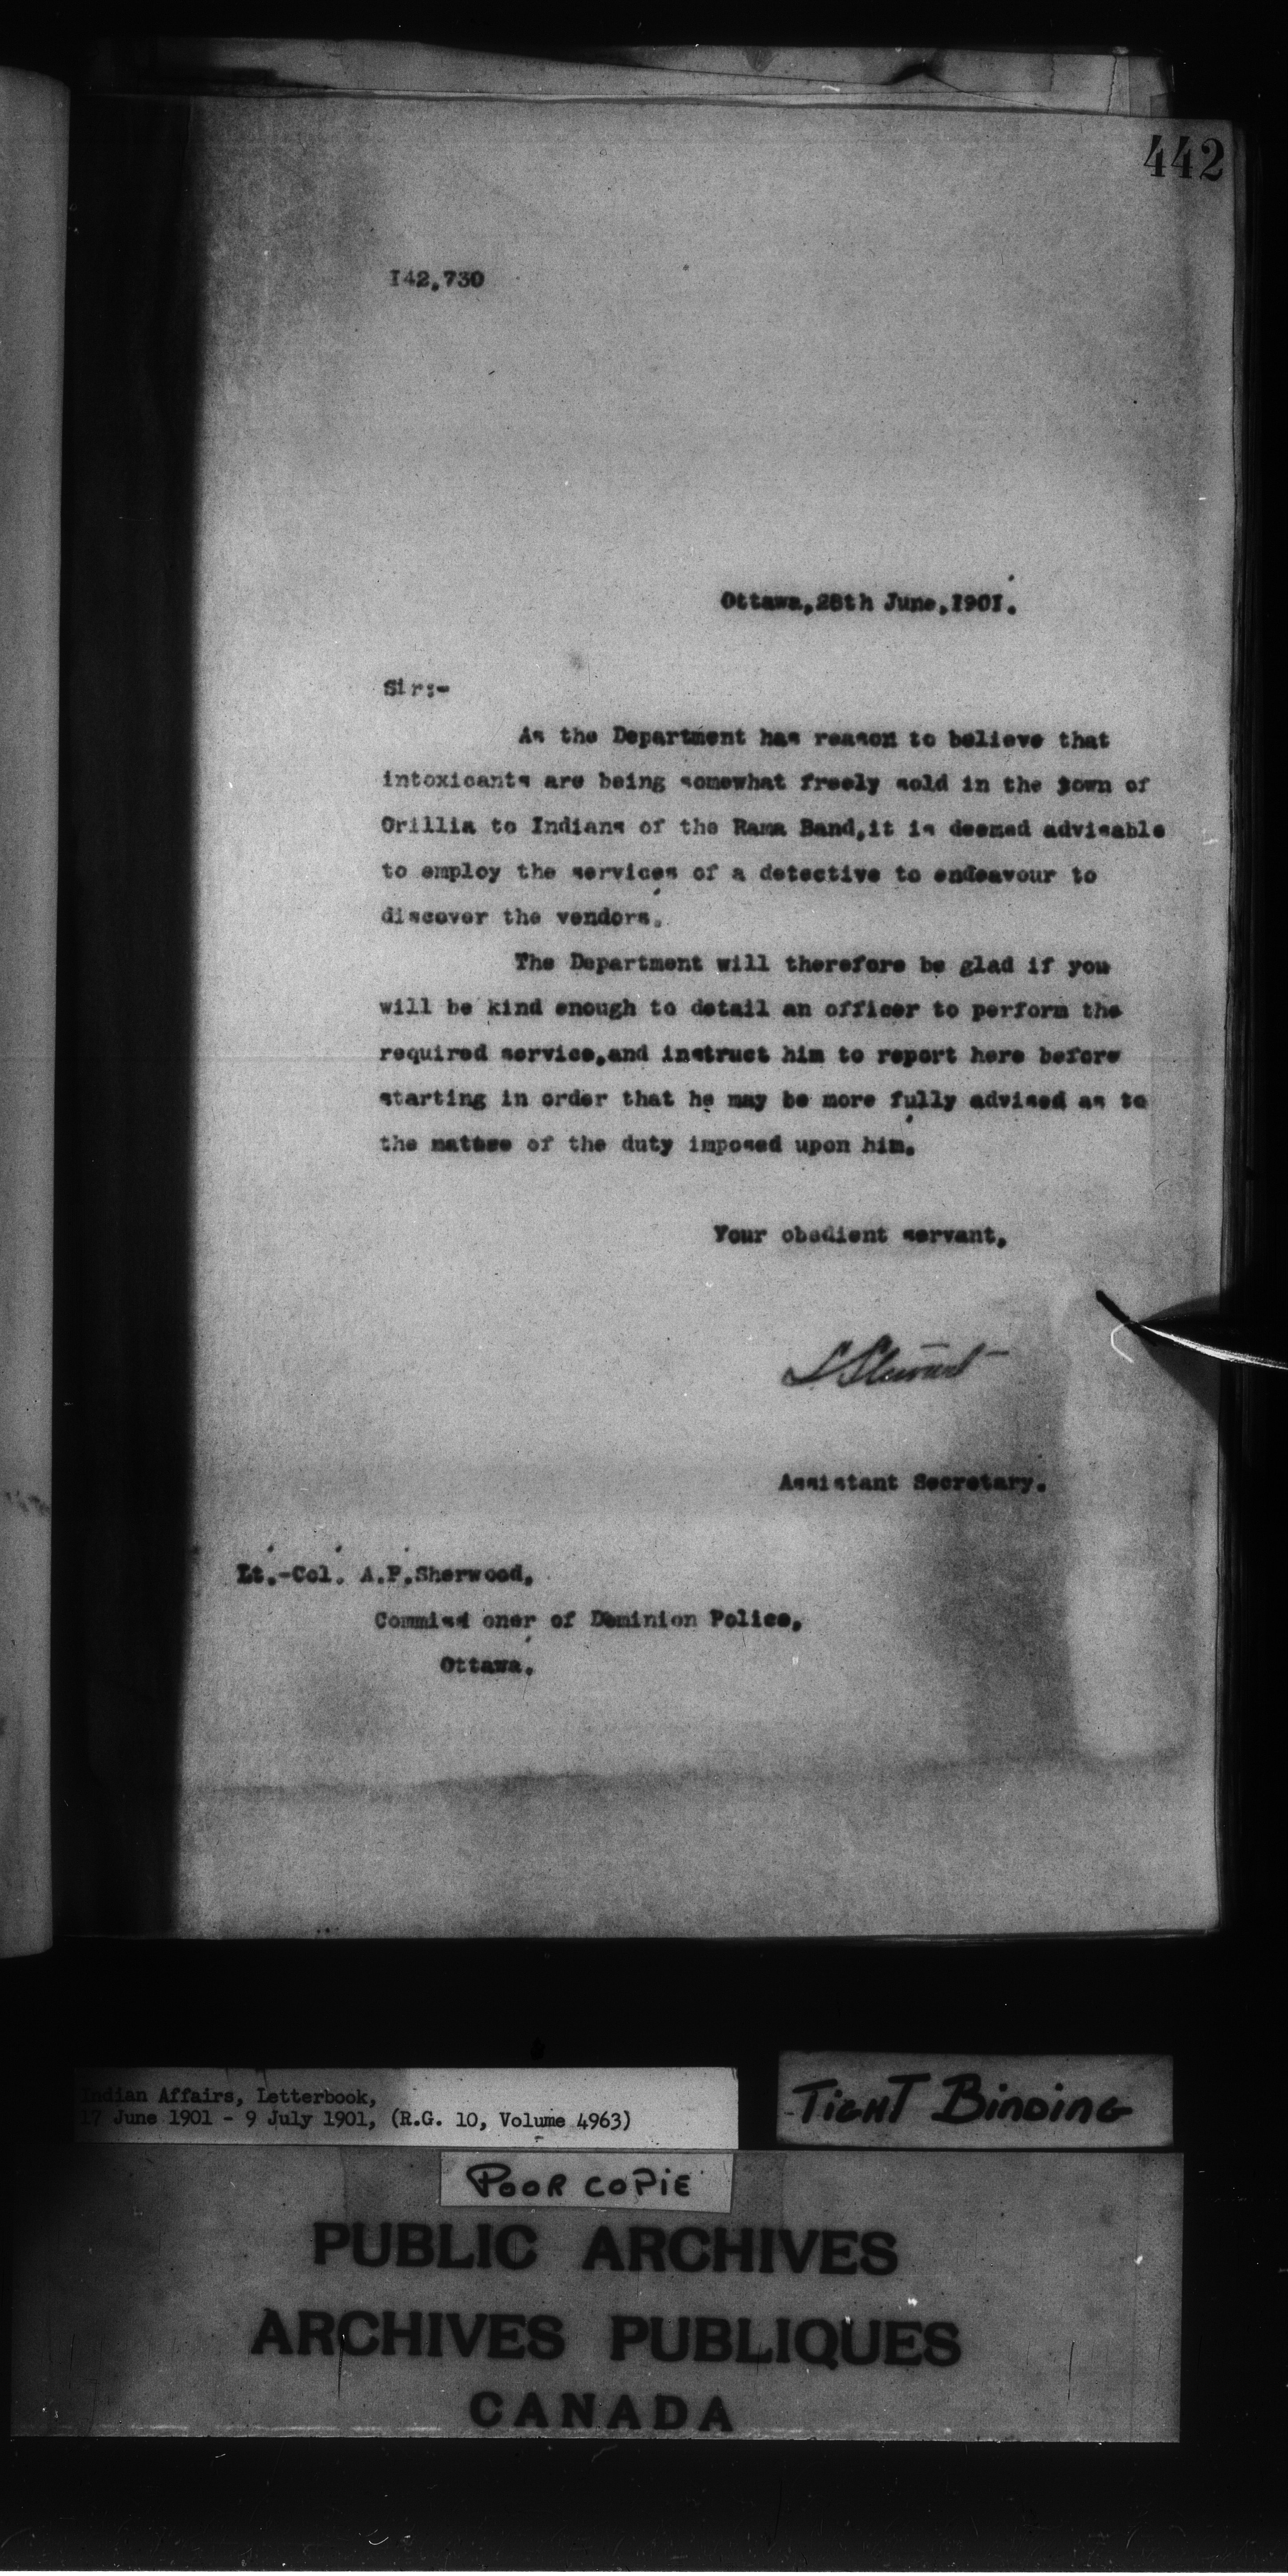 442
142,730
Ottawa,28th June,1901.
Sir:-
As the Department has reason to believe that
intoxicants are being somewhat freely sold in the town of
Orillia to Indians of the Rama Band,it is deemed advisable
to employ the services of a detective to endeavour to
discover the vendors.
The Department will therefore be glad if you
will be kind enough to detail an officer to perform the
required service,and instruct him to report here before
starting in order that he may be more fully advised as to
the nature of the duty imposed upon him.
Your obedient servant,
S Stewart
Assistant Secretary.
Lt.-Col. A.P.Sherwood,
Commissi oner of Dominion Police,
Ottawa.
Indian Affairs, Letterbook,
17 June 1901 - 9 July 1901, (R.G. 10, Volume 4963)
TIGHT BINDING
POOR COPIE
PUBLIC ARCHIVES
ARCHIVES PUBLIQUES
CANADA